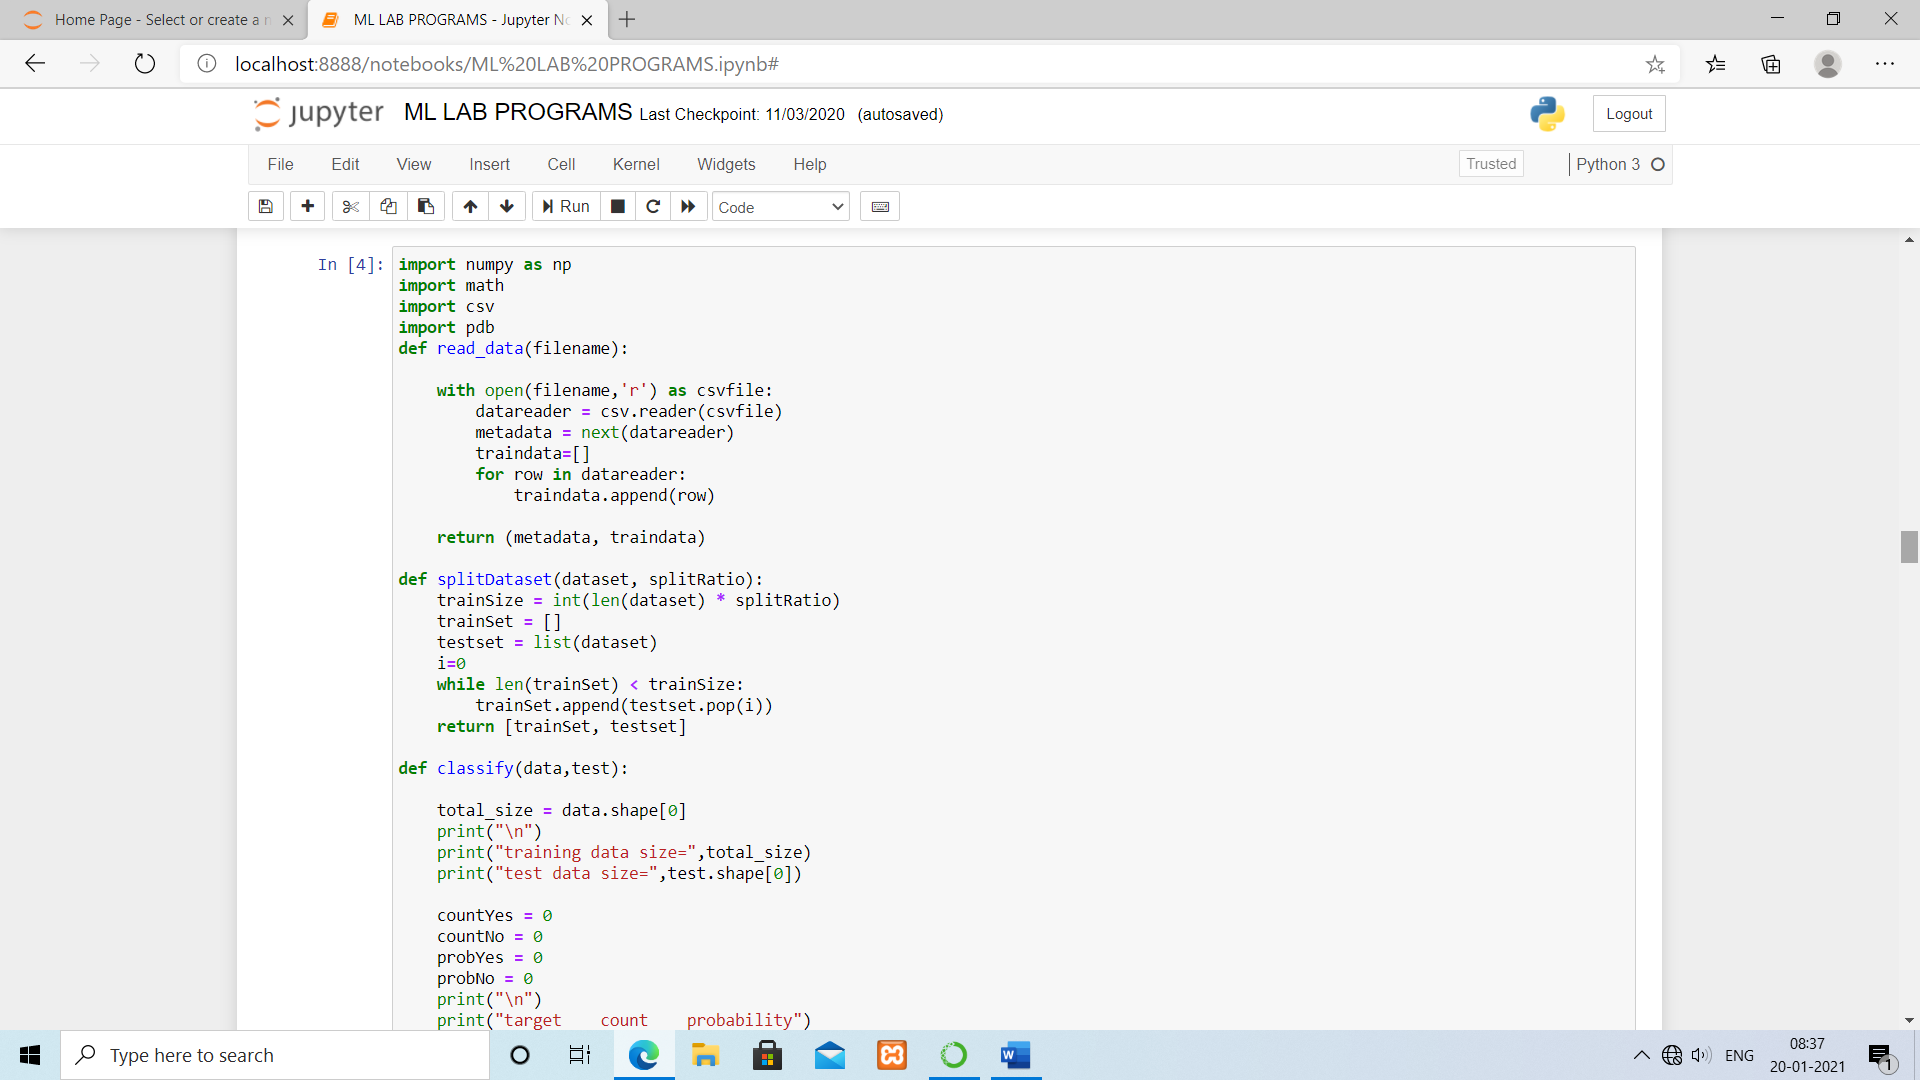 Home Page - Select or create a n
ML LAB PROGRAMS - Jupyter No
localhost:8888/notebooks/ML%20LAB%20PROGRAMS.ipynb#
jupyter ML LAB PROGRAMS Last Checkpoint: 11/03/2020 (autosaved)
Logout
File Edit View Insert Cell Kernel Widgets Help
Trusted
Python 3
Run
Code
In [4]:
import numpy as np
import math
import csv
import pdb
def read_data(filename):
    with open(filename,'r') as csvfile:
        datareader = csv.reader(csvfile)
        metadata = next(datareader)
        traindata=[]
        for row in datareader:
            traindata.append(row)
    return (metadata, traindata)
def splitDataset(dataset, splitRatio):
    trainSize = int(len(dataset) * splitRatio)
    trainSet = []
    testset = list(dataset)
    i=0
    while len(trainSet) < trainSize:
        trainSet.append(testset.pop(i))
    return [trainSet, testset]
def classify(data,test):
    total_size = data.shape[0]
    print("\n")
    print("training data size=",total_size)
    print("test data size=",test.shape[0])
    countYes = 0
    countNo = 0
    probYes = 0
    probNo = 0
    print("\n")
    print("target    count    probability")
Type here to search
ENG
08:37
20-01-2021
1